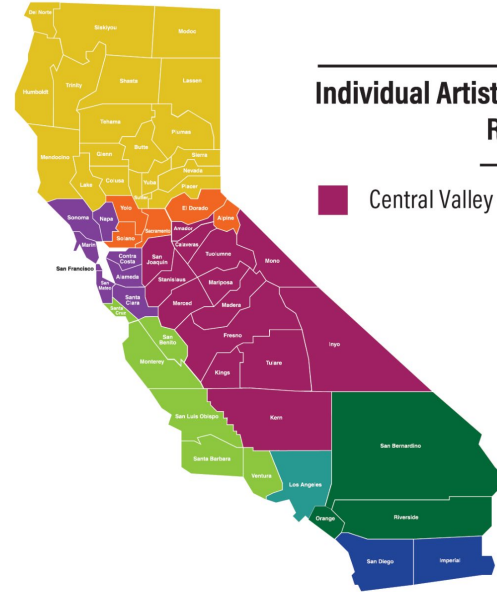 Del Norte
Siskiyou
Modoc
Humboldt
Trinity
Shasta
Lassen
Tehama
Plumas
Mendocino
Glenn
Butte
Sierra
Lake
Colusa
Yuba
Nevada
Placer
Sonoma
Napa
Yolo
El Dorado
Sacramento
Alpine
Solano
Amador
Marin
Calaveras
Contra
Costa
San
Joaquin
Tuolumne
Mono
San Francisco
Alameda
Stanislaus
Mariposa
San
Mateo
Santa
Clara
Merced
Madera
Santa
Cruz
San
Benito
Fresno
Inyo
Monterey
Kings
Tulare
San Luis Obispo
Kern
San Bernardino
Santa Barbara
Ventura
Los Angeles
Orange
Riverside
San Diego
Imperial
Individual Artist
R
Central Valley